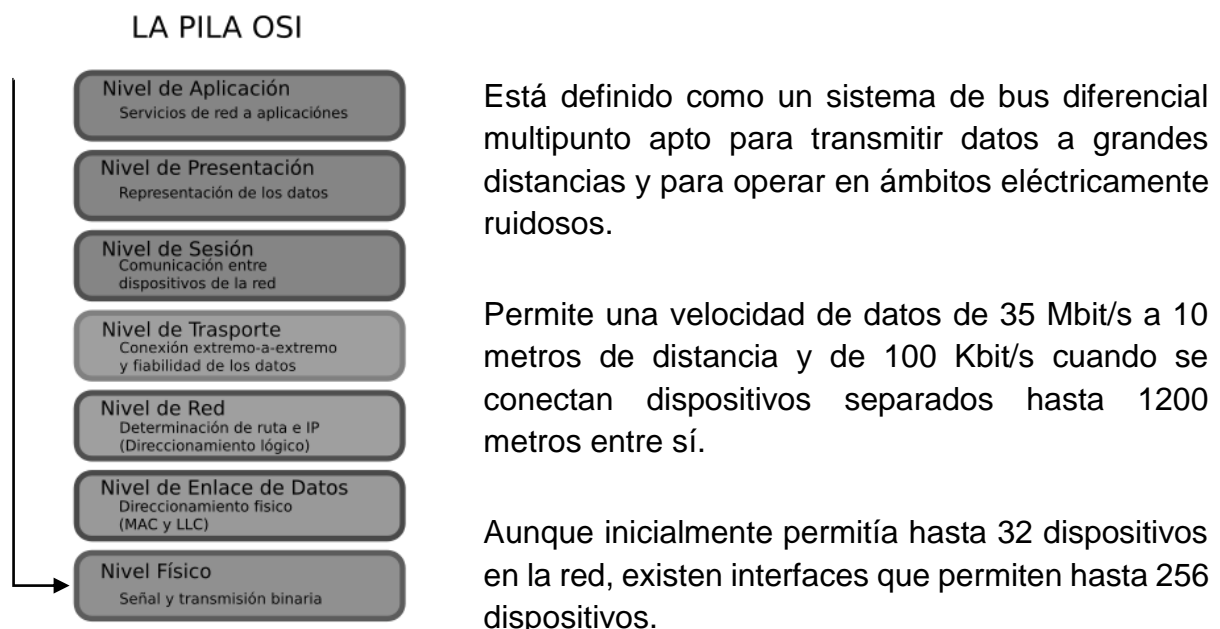 LA PILA OSI
Nivel de Aplicación
Servicios de red a aplicaciónes
Nivel de Presentación
Representación de los datos
Nivel de Sesión
Comunicación entre
dispositivos de la red
Nivel de Trasporte
Conexión extremo-a-extremo
y fiabilidad de los datos
Nivel de Red
Determinación de ruta e IP
(Direccionamiento lógico)
Nivel de Enlace de Datos
Direccionamiento fisico
(MAC y LLC)
Nivel Físico
Señal y transmisión binaria
Está definido como un sistema de bus diferencial
multipunto apto para transmitir datos a grandes
distancias y para operar en ámbitos eléctricamente
ruidosos.
Permite una velocidad de datos de 35 Mbit/s a 10
metros de distancia y de 100 Kbit/s cuando se
conectan dispositivos separados hasta 1200
metros entre sí.
Aunque inicialmente permitía hasta 32 dispositivos
en la red, existen interfaces que permiten hasta 256
dispositivos.